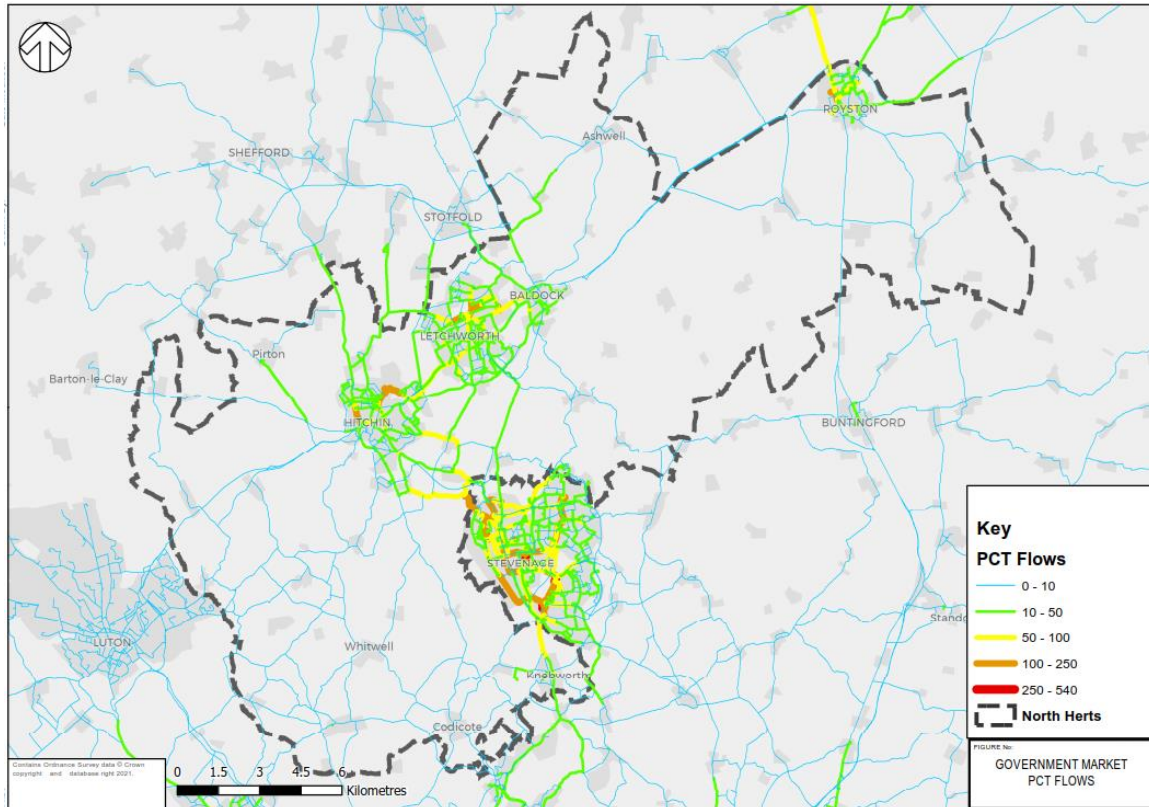 ROYSTON
Ashwell
SHEFFORD
STOTFOLD
BALDOCK
LETCHWORTH
Pirton
Barton-le-Clay
HITCHIN
BUNTINGFORD
STEVENAGE
LUTON
Whitwell
Knebworth
Codicote
Key
PCT Flows
0 - 10
10 - 50
50 - 100
100 - 250
250 - 540
North Herts
FIGURE No:
GOVERNMENT MARKET
PCT FLOWS
Contains Ordnance Survey data © Crown
copyright and database right 2021.
0 1.5 3 4.5 6
Kilometres